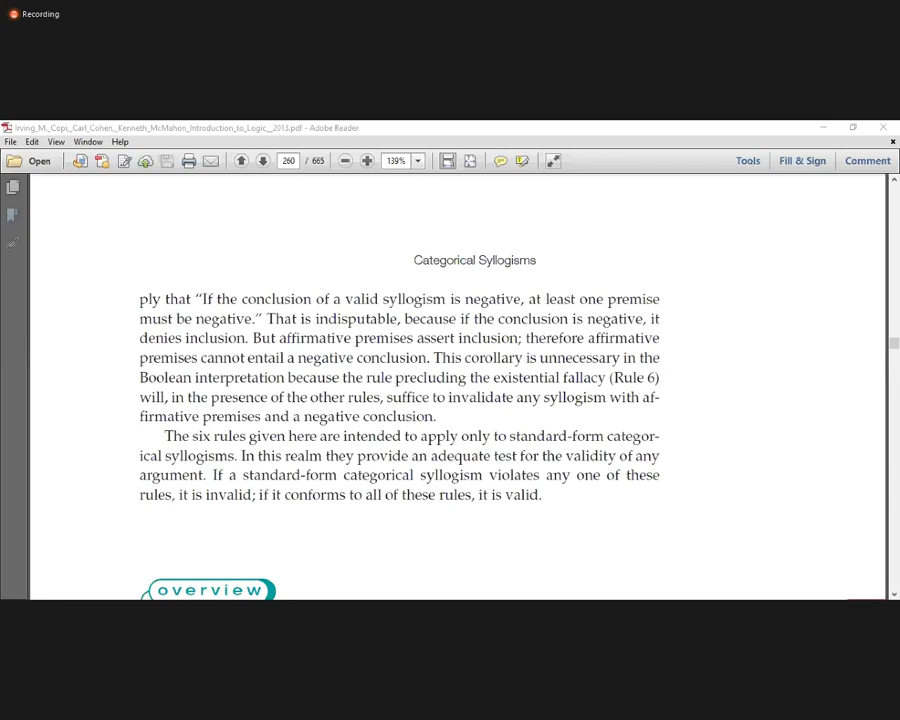 Recording
Irving_M._Copi,_Carl_Cohen,_Kenneth_McMahon_Introduction_to_Logic__2013.pdf - Adobe Reader
File Edit View Window Help
Open 260 / 665 139% Tools Fill & Sign Comment
Categorical Syllogisms
ply that “If the conclusion of a valid syllogism is negative, at least one premise
must be negative.” That is indisputable, because if the conclusion is negative, it
denies inclusion. But affirmative premises assert inclusion; therefore affirmative
premises cannot entail a negative conclusion. This corollary is unnecessary in the
Boolean interpretation because the rule precluding the existential fallacy (Rule 6)
will, in the presence of the other rules, suffice to invalidate any syllogism with af-
firmative premises and a negative conclusion.
The six rules given here are intended to apply only to standard-form categor-
ical syllogisms. In this realm they provide an adequate test for the validity of any
argument. If a standard-form categorical syllogism violates any one of these
rules, it is invalid; if it conforms to all of these rules, it is valid.
overview